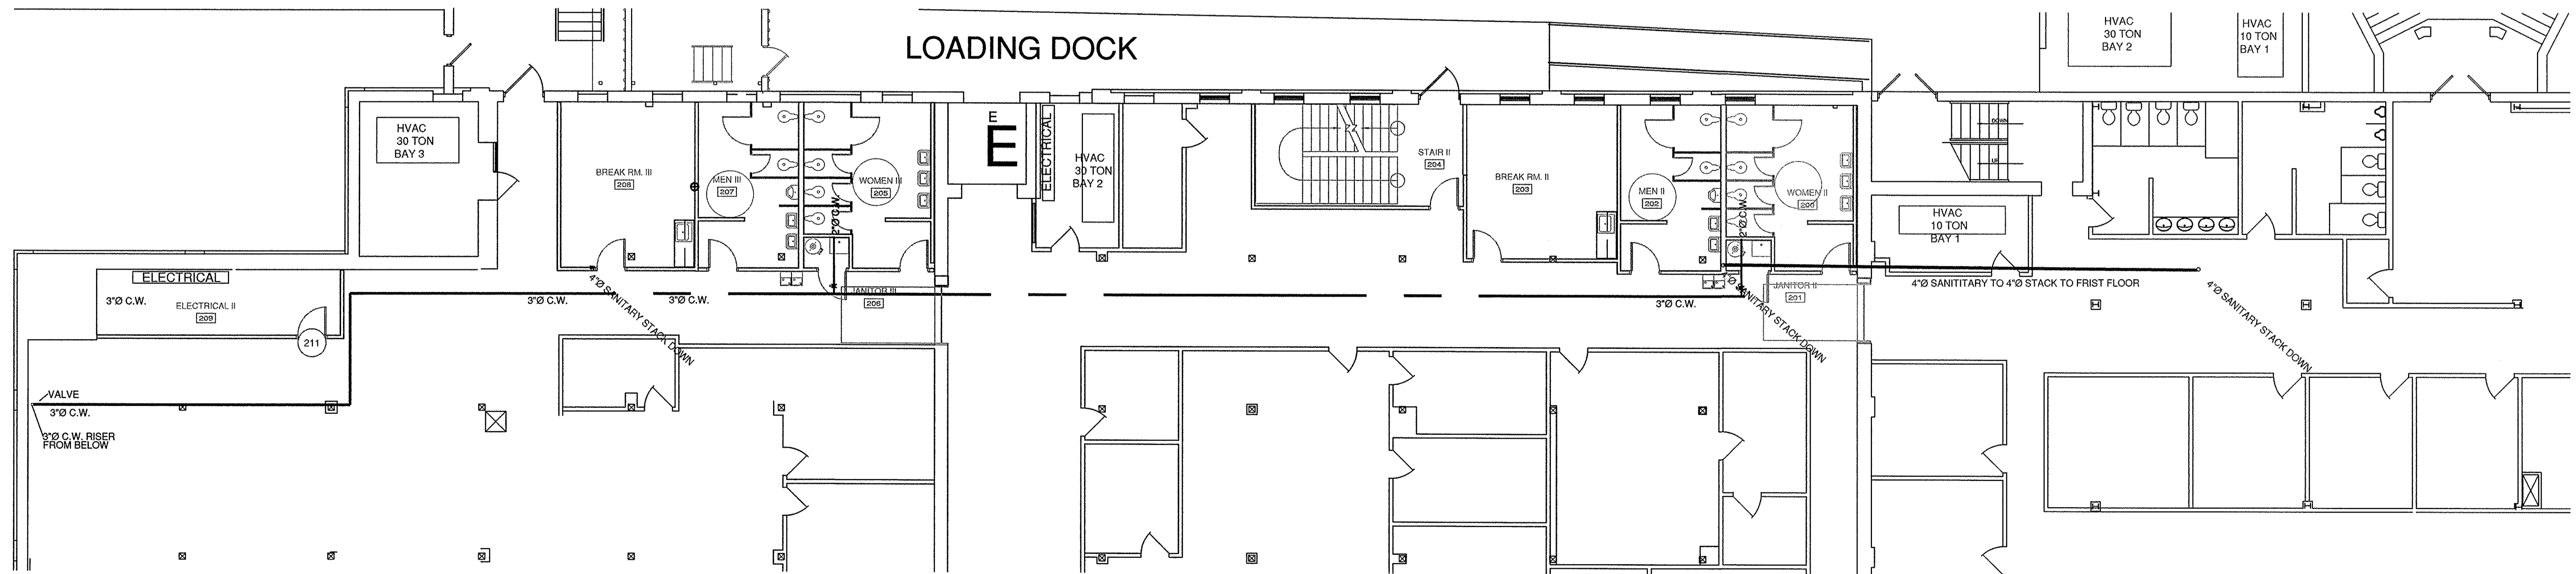 LOADING DOCK
HVAC
30 TON
BAY 2
HVAC
10 TON
BAY 1
HVAC
30 TON
BAY 3
BREAK RM. III
208
MEN III
207
WOMEN III
205
2"Ø C.W.
E
E
ELECTRICAL
HVAC
30 TON
BAY 2
STAIR II
204
BREAK RM. II
203
MEN II
202
WOMEN II
200
2"Ø C.W.
DOWN
UP
HVAC
10 TON
BAY 1
ELECTRICAL
3"Ø C.W.
ELECTRICAL II
209
211
3"Ø C.W.
4"Ø SANITARY STACK DOWN
3"Ø C.W.
JANITOR III
206
3"Ø C.W.
4"Ø SANITARY STACK DOWN
JANITOR II
201
4"Ø SANITITARY TO 4"Ø STACK TO FRIST FLOOR
4"Ø SANITARY STACK DOWN
VALVE
3"Ø C.W.
3"Ø C.W. RISER
FROM BELOW